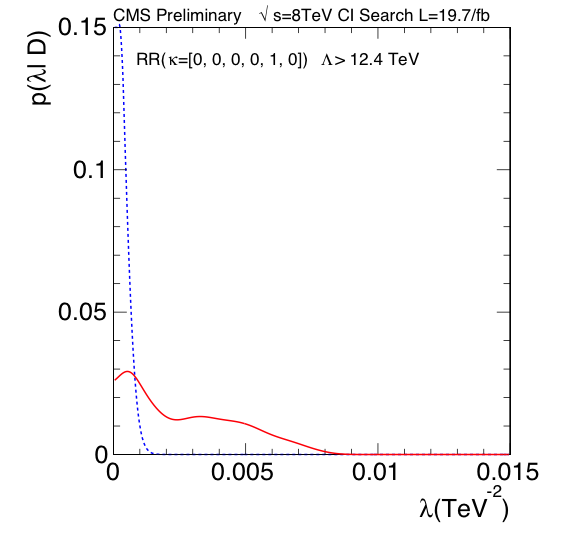 CMS Preliminary √ s=8TeV CI Search L=19.7/fb
RR(κ=[0, 0, 0, 0, 1, 0]) Λ > 12.4 TeV
p(λ| D)
0.15
0.1
0.05
0
0 0.005 0.01 0.015
λ(TeV⁻²)